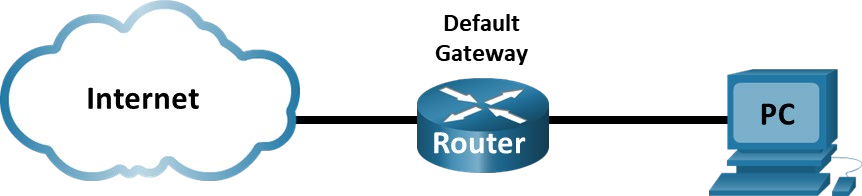 Internet
Default
Gateway
Router
PC